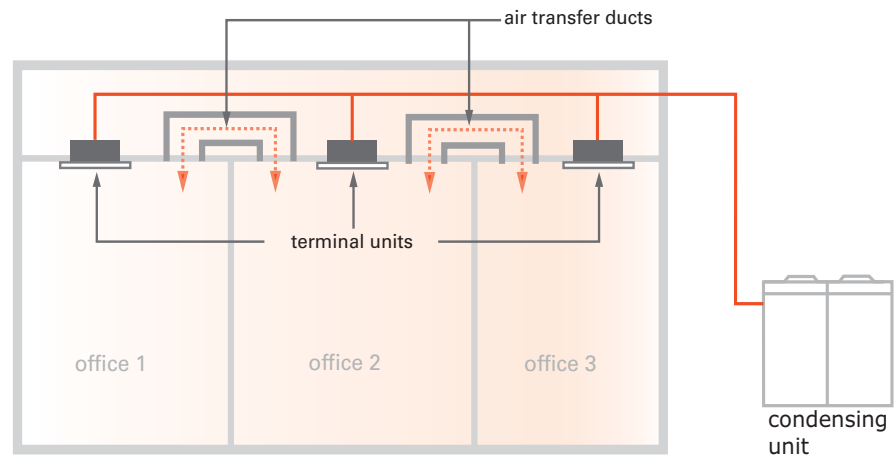 air transfer ducts
terminal units
office 1
office 2
office 3
condensing
unit